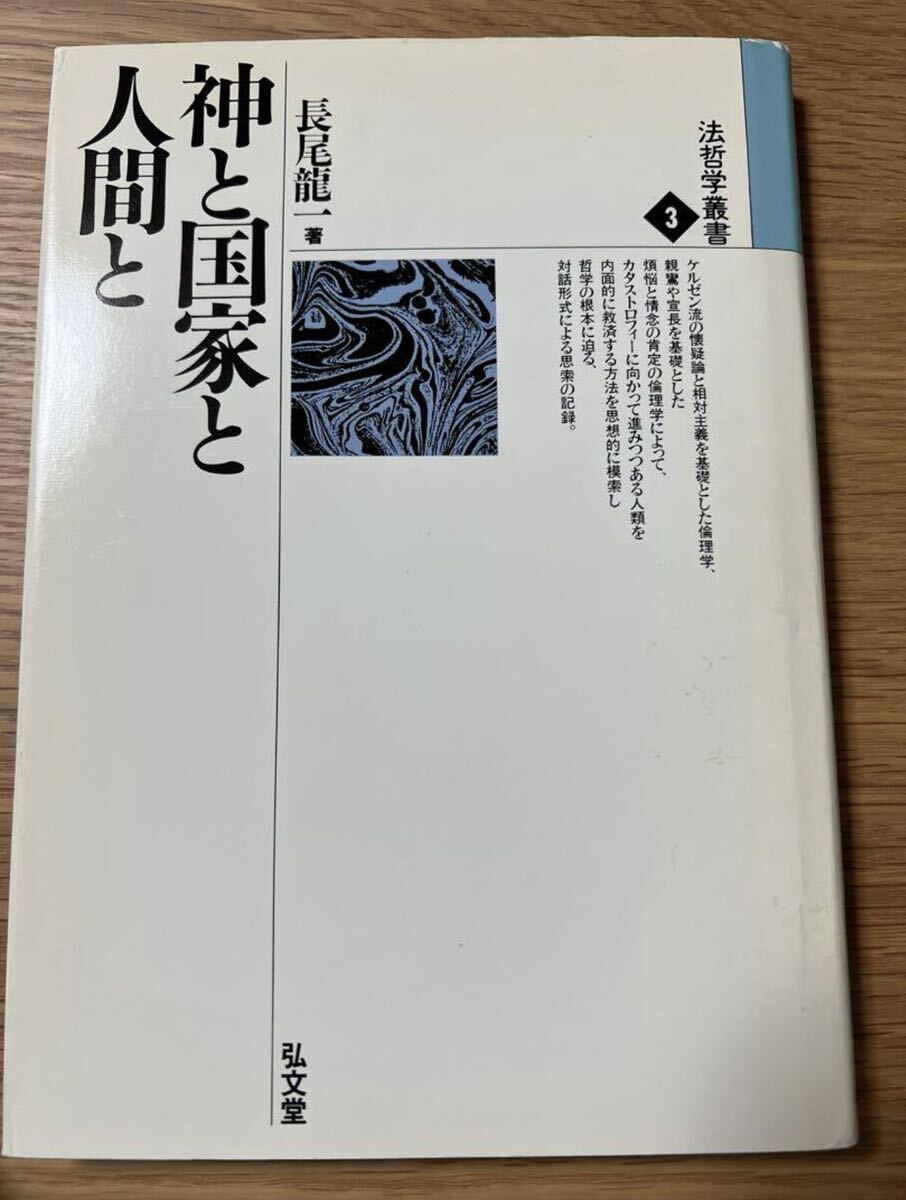 法哲学叢書
3
ケルゼン流の懐疑論と相対主義を基礎とした倫理学、
親鸞や宣長を基礎とした
煩悩と情念の肯定の倫理学によって、
カタストロフィーに向かって進みつつある人類を
内面的に救済する方法を思想的に模索し
哲学の根本に迫る、
対話形式による思索の記録。
長尾龍一 著
神と国家と
人間と
弘文堂